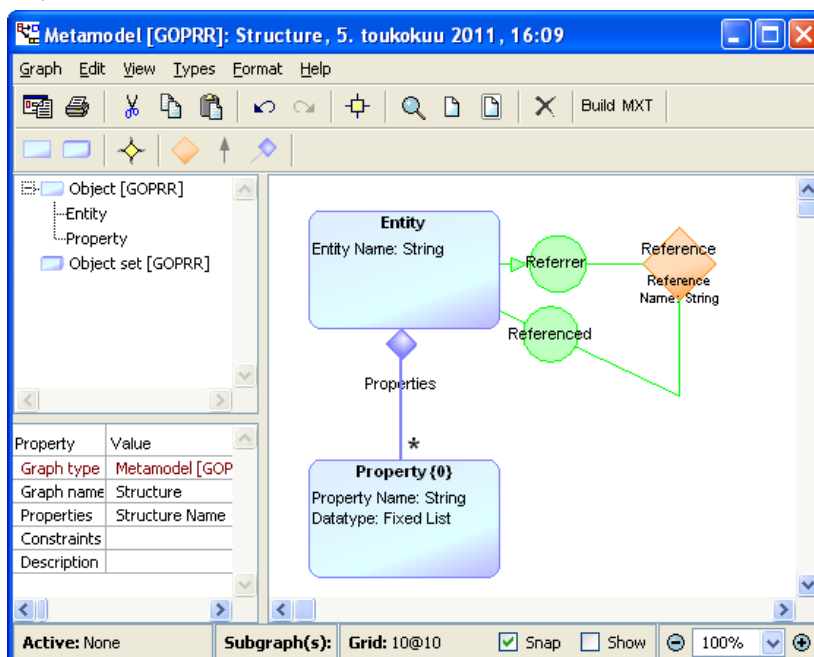 Metamodel [GOPRR]: Structure, 5. toukokuu 2011, 16:09
Graph Edit View Types Format Help
Build MXT
Object [GOPRR]
Entity
Property
Object set [GOPRR]
Property Value
Graph type Metamodel [GOP
Graph name Structure
Properties Structure Name
Constraints
Description
Entity
Entity Name: String
Referrer
Reference
Reference
Name: String
Referenced
Properties
*
Property {0}
Property Name: String
Datatype: Fixed List
Active: None Subgraph(s): Grid: 10@10 Snap Show 100%